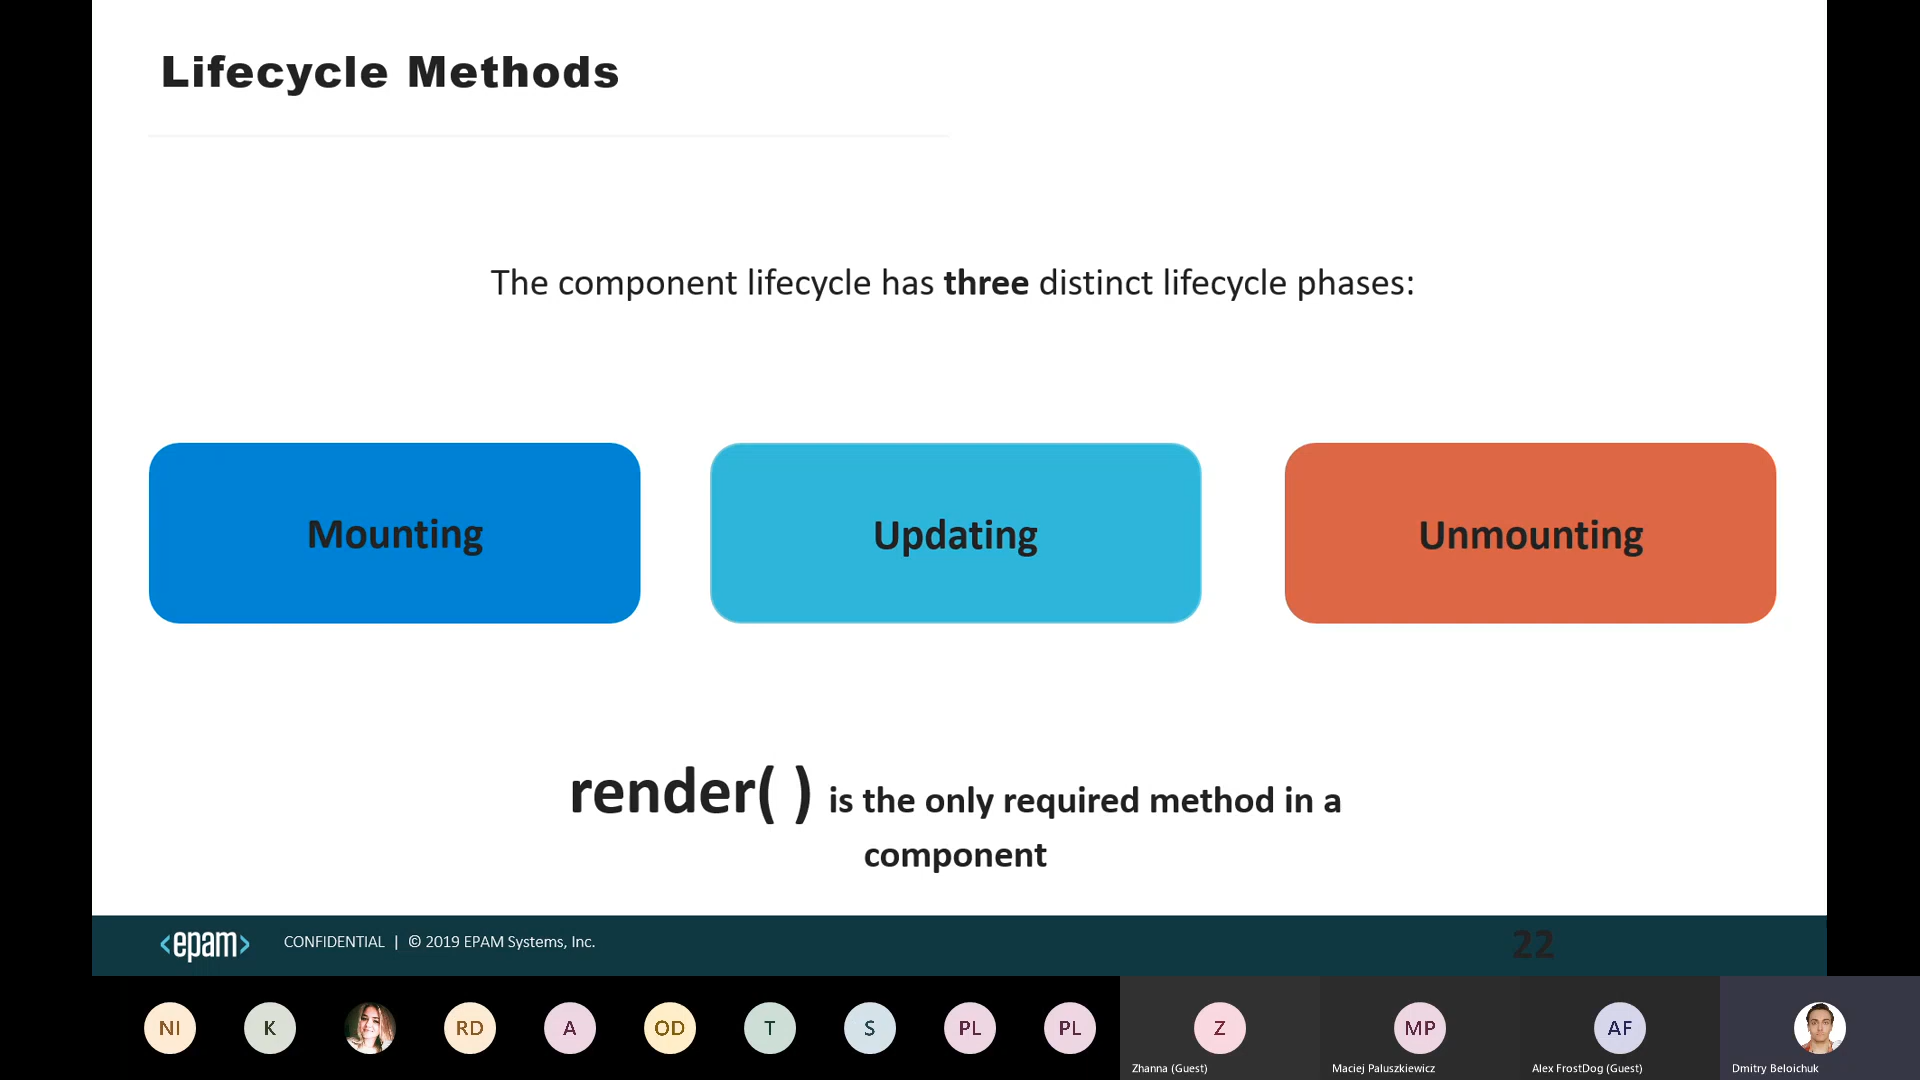 Lifecycle Methods
The component lifecycle has three distinct lifecycle phases:
Mounting
Updating
Unmounting
render( ) is the only required method in a
component
<epam> CONFIDENTIAL | © 2019 EPAM Systems, Inc.
22
NI
K
RD
A
OD
T
S
PL
PL
Z
MP
AF
Zhanna (Guest)
Maciej Paluszkiewicz
Alex FrostDog (Guest)
Dmitry Beloichuk